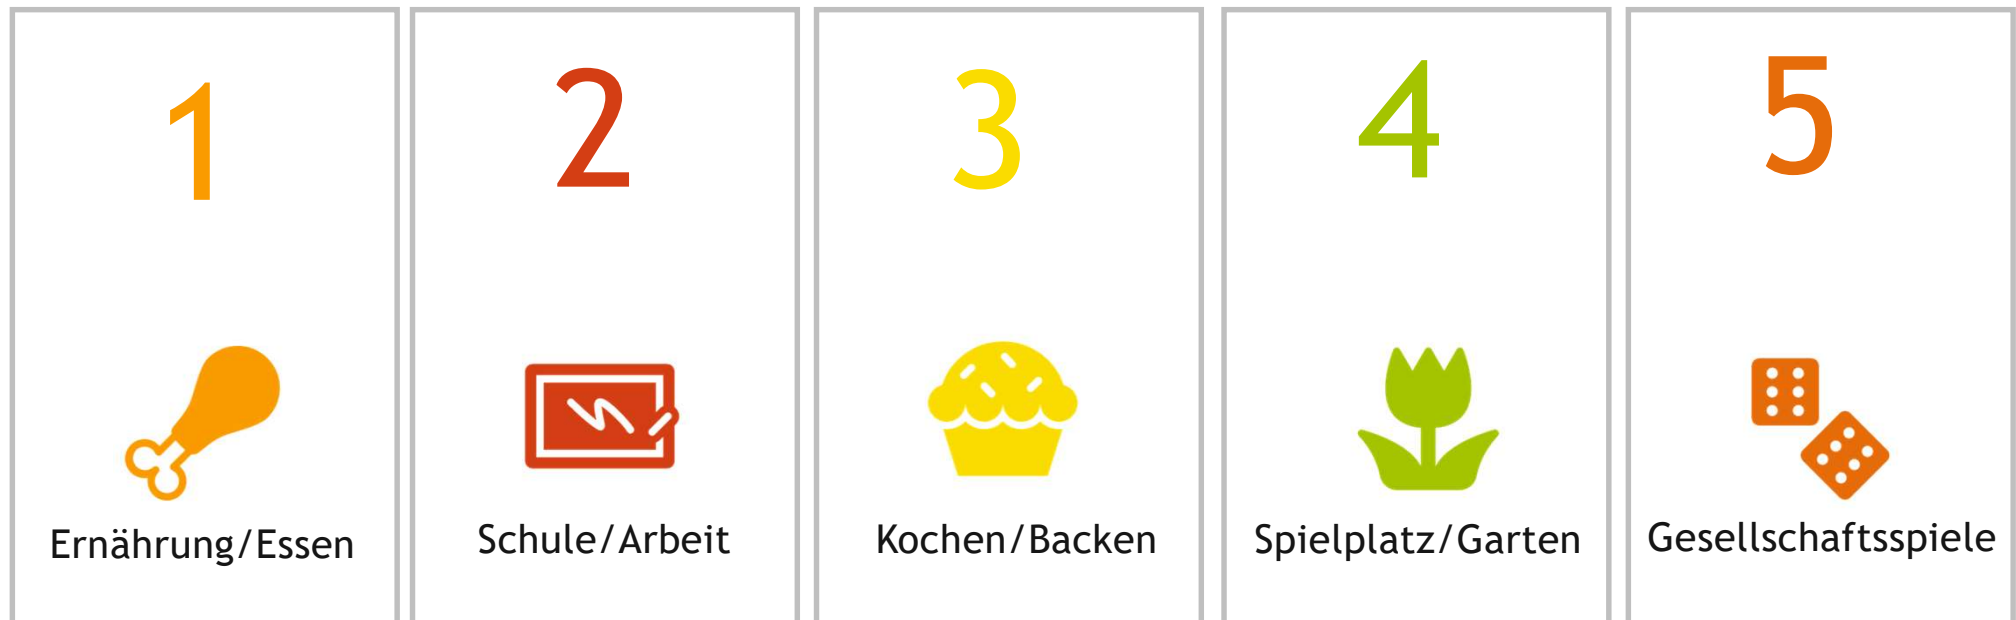 1
2
3
4
5
Ernährung/Essen
Schule/Arbeit
Kochen/Backen
Spielplatz/Garten
Gesellschaftsspiele